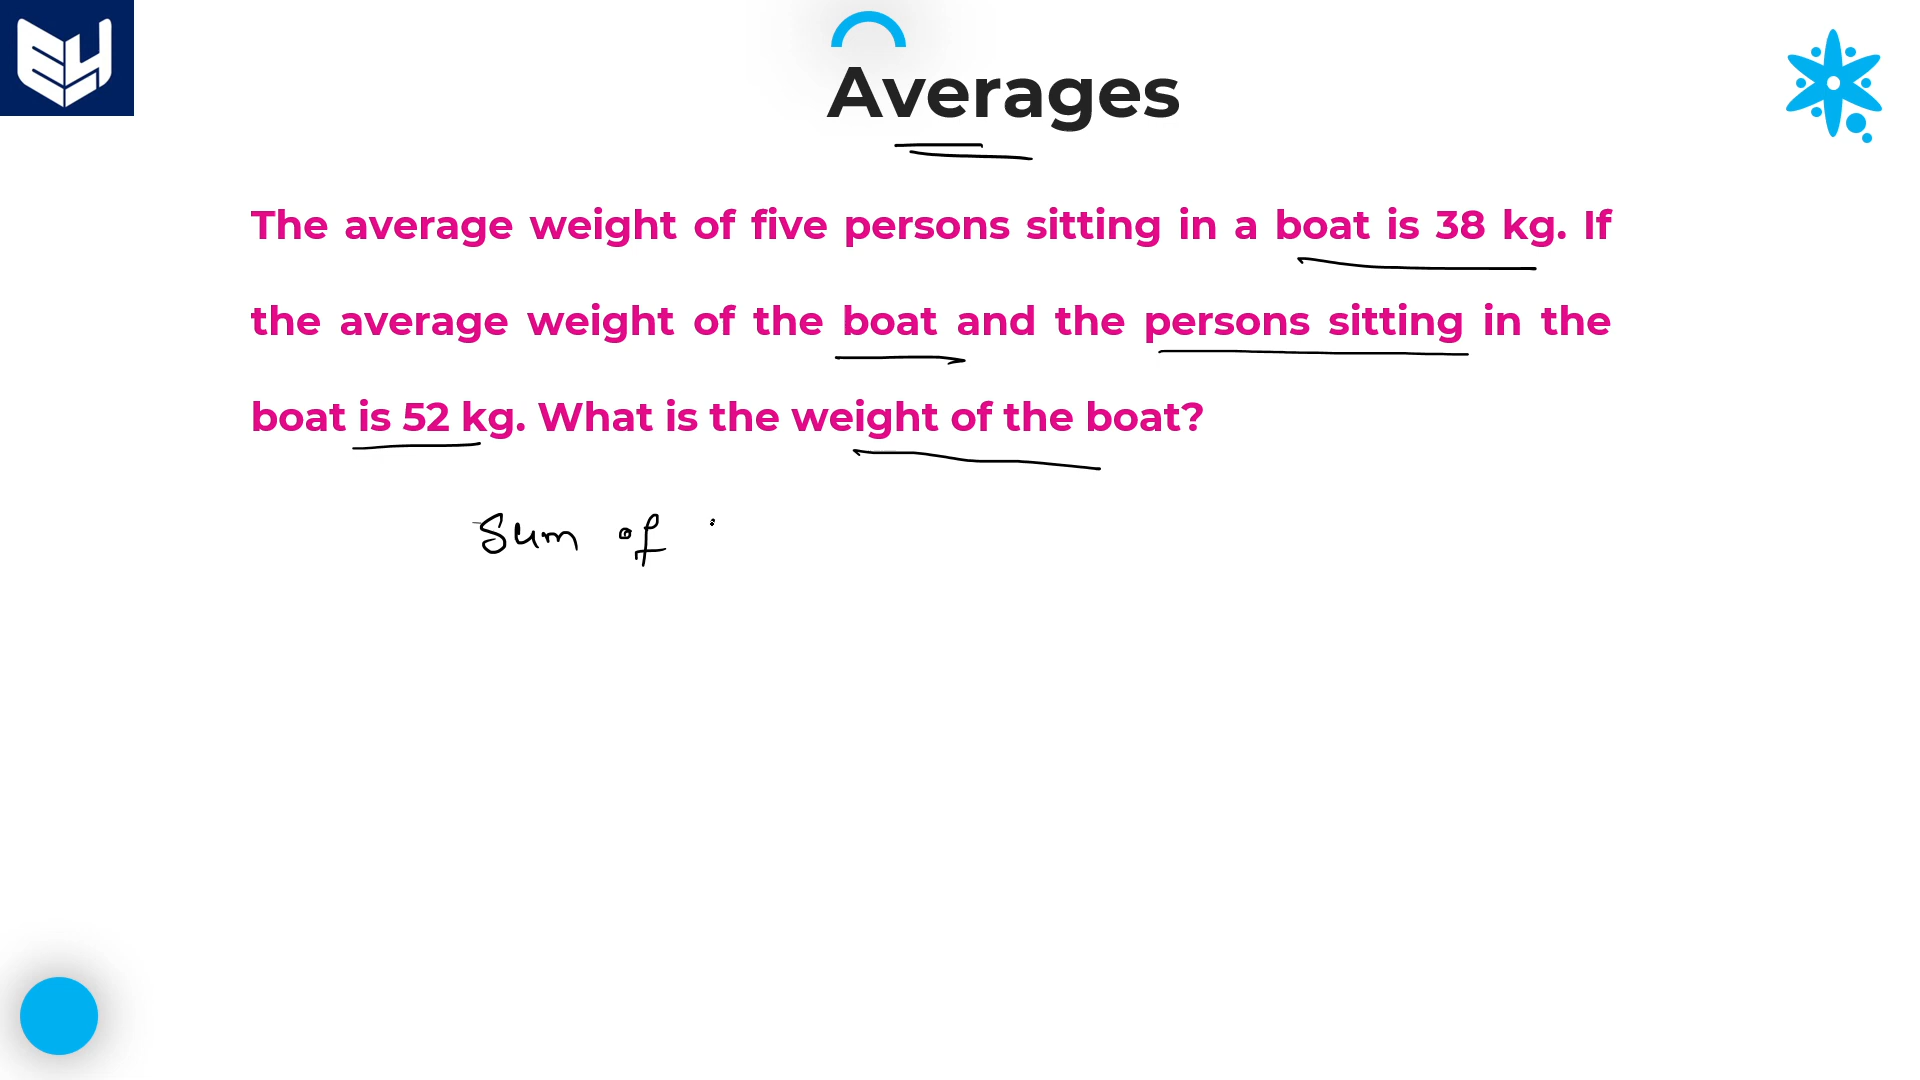 Averages
The average weight of five persons sitting in a boat is 38 kg. If
the average weight of the boat and the persons sitting in the
boat is 52 kg. What is the weight of the boat?
Sum of